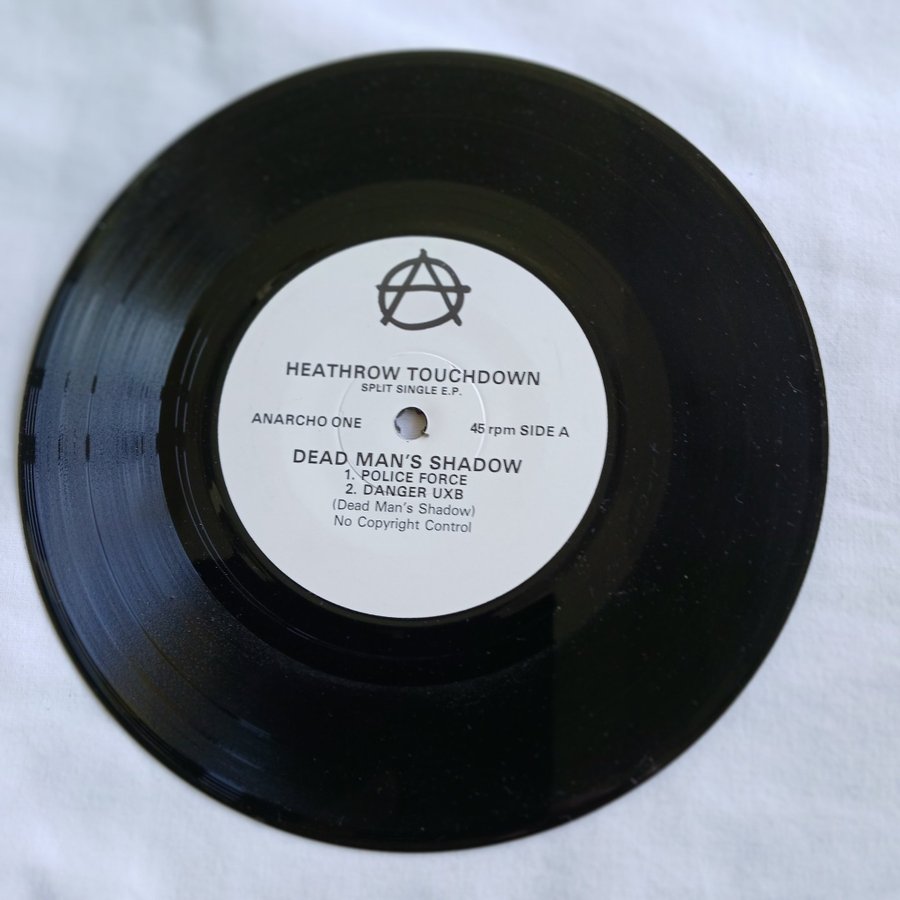 HEATHROW TOUCHDOWN
SPLIT SINGLE E.P.
ANARCHO ONE
45 rpm SIDE A
DEAD MAN'S SHADOW
1. POLICE FORCE
2. DANGER UXB
(Dead Man's Shadow)
No Copyright Control